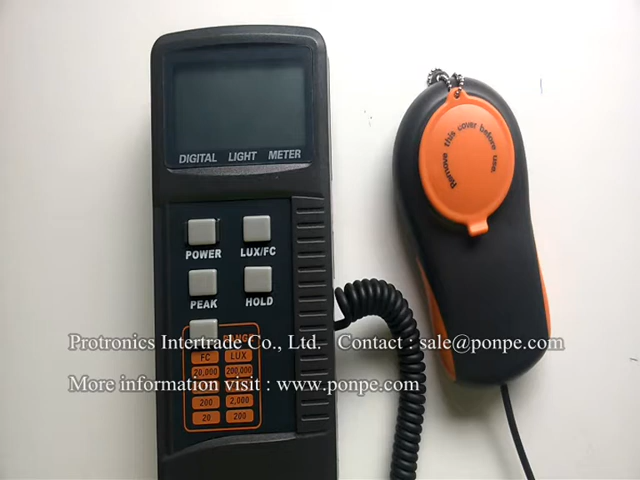 DIGITAL LIGHT METER
Remove this cover before use.
POWER LUX/FC
PEAK HOLD
Protronics Intertrade Co., Ltd. Contact : sale@ponpe.com
FC LUX
20,000 200,000
More information visit : www.ponpe.com
200 2,000
20 200